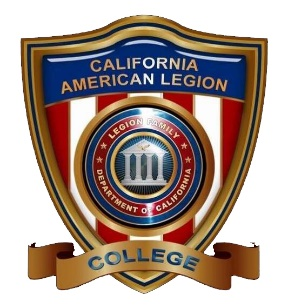 CALIFORNIA
AMERICAN LEGION
LEGION FAMILY
DEPARTMENT OF CALIFORNIA
COLLEGE